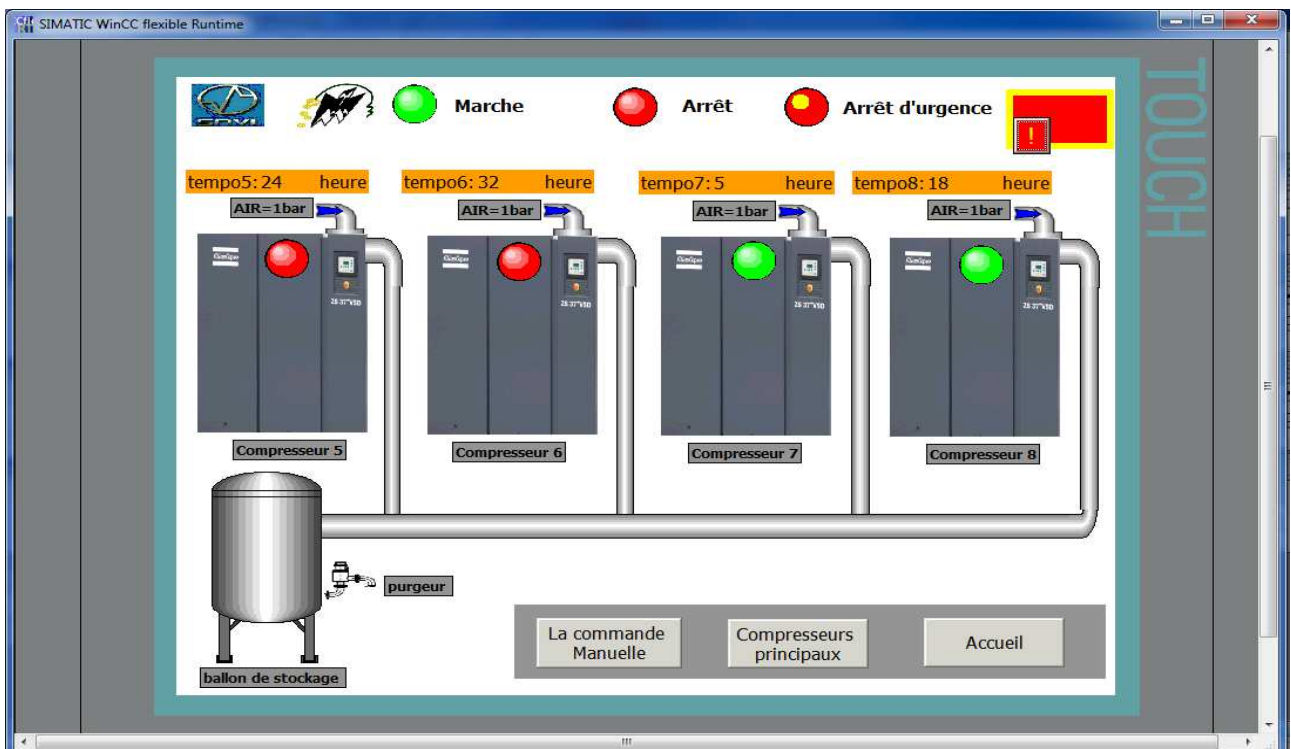 SIMATIC WinCC flexible Runtime
TOUCH
Marche
Arrêt
Arrêt d'urgence
!
tempo5:24 heure
tempo6:32 heure
tempo7:5 heure
tempo8:18 heure
AIR=1bar
AIR=1bar
AIR=1bar
AIR=1bar
Compresseur 5
Compresseur 6
Compresseur 7
Compresseur 8
purgeur
ballon de stockage
La commande
Manuelle
Compresseurs
principaux
Accueil